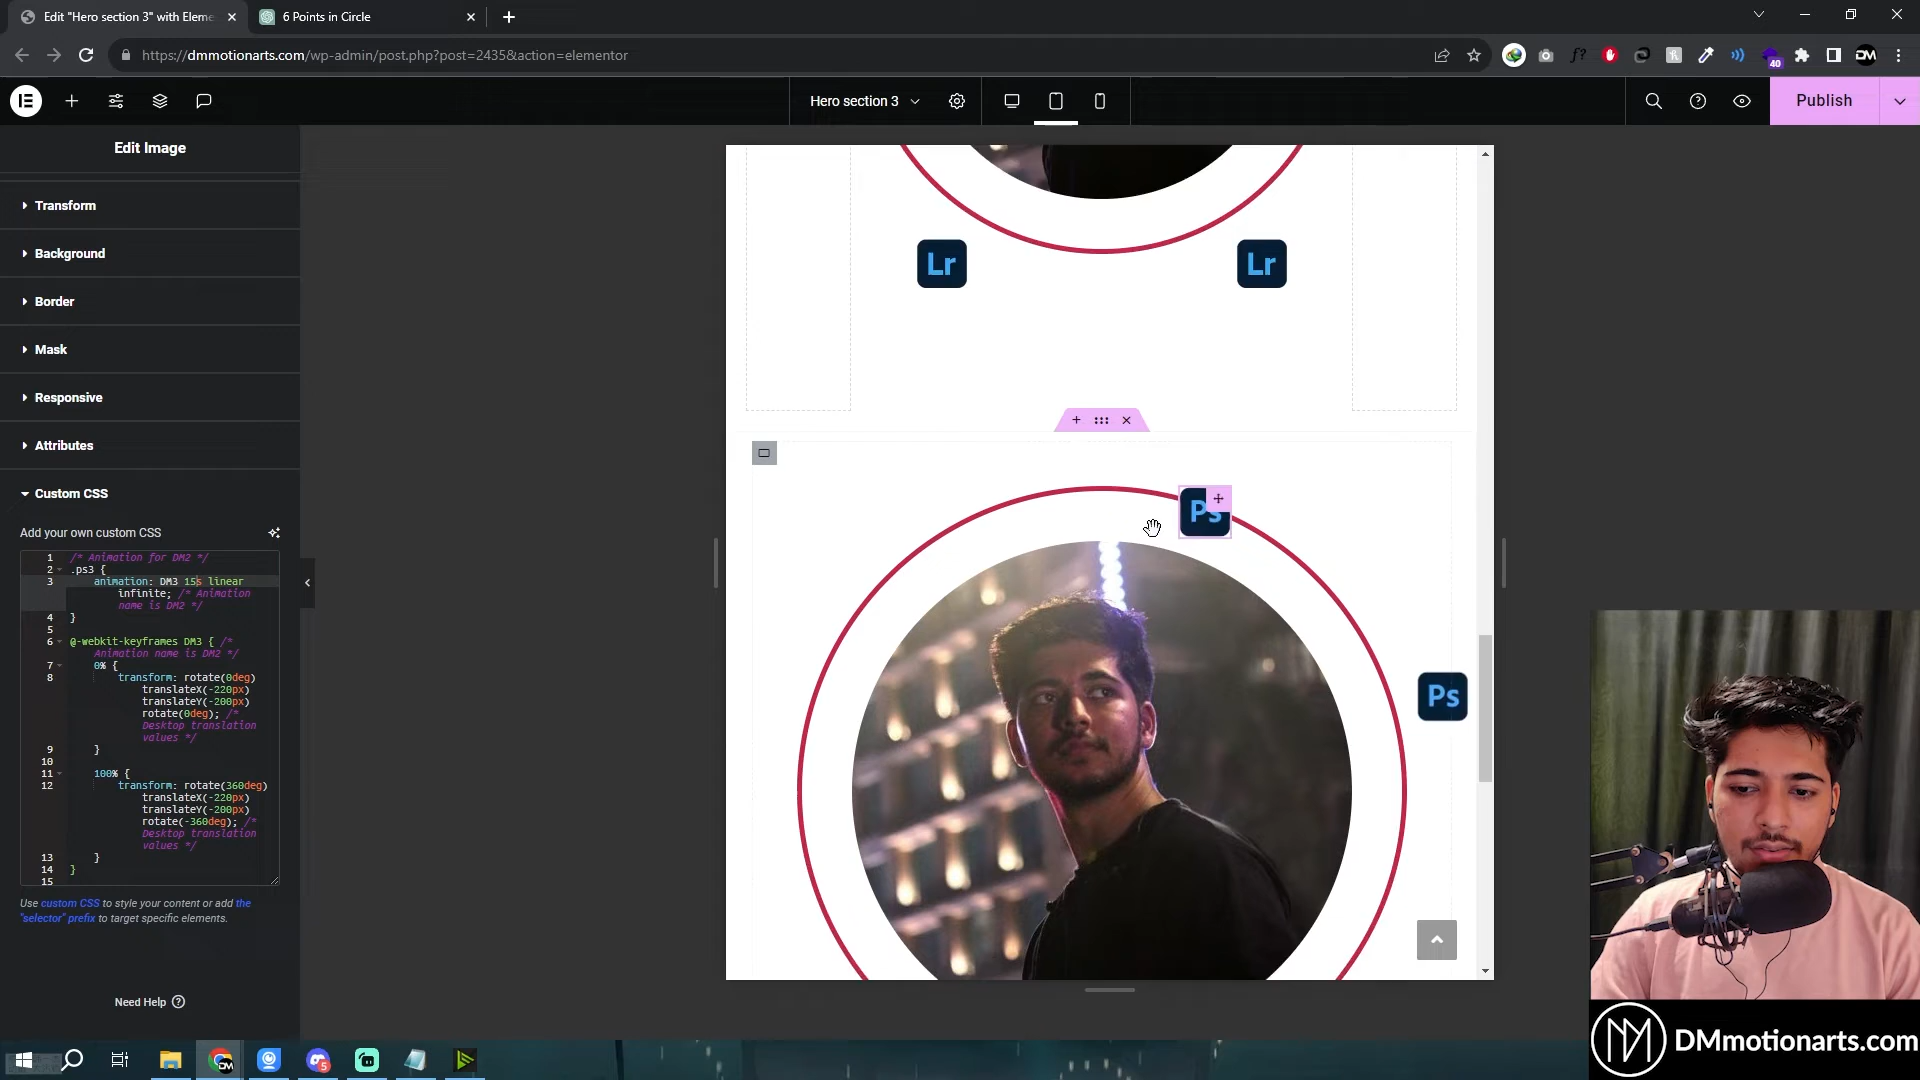 Edit "Hero section 3" with Eleme
6 Points in Circle
https://dmmotionarts.com/wp-admin/post.php?post=2435&action=elementor
f?
40
DM
Hero section 3
Publish
Edit Image
Transform
Background
Border
Mask
Responsive
Attributes
Custom CSS
Add your own custom CSS
1 /* Animation for DM2 */
2 .ps3 {
3 animation: DM3 15s linear
infinite; /* Animation
name is DM2 */
4 }
5
6 @-webkit-keyframes DM3 { /*
Animation name is DM2 */
7 0% {
8 transform: rotate(0deg)
translateX(-220px)
translateY(-200px)
rotate(0deg); /*
Desktop translation
values */
9 }
10
11 100% {
12 transform: rotate(360deg)
translateX(-220px)
translateY(-200px)
rotate(-360deg); /*
Desktop translation
values */
13 }
14 }
15
Use custom CSS to style your content or add the
"selector" prefix to target specific elements.
Need Help
Lr
Lr
Ps
Ps
DM
5
DMmotionarts.com